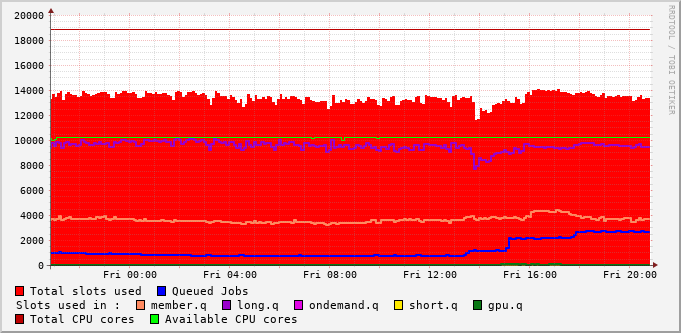 RRDTOOL / TOBI OETIKER
20000
18000
16000
14000
12000
10000
8000
6000
4000
2000
0
Fri 00:00 Fri 04:00 Fri 08:00 Fri 12:00 Fri 16:00 Fri 20:00
Total slots used Queued Jobs
Slots used in : member.q long.q ondemand.q short.q gpu.q
Total CPU cores Available CPU cores